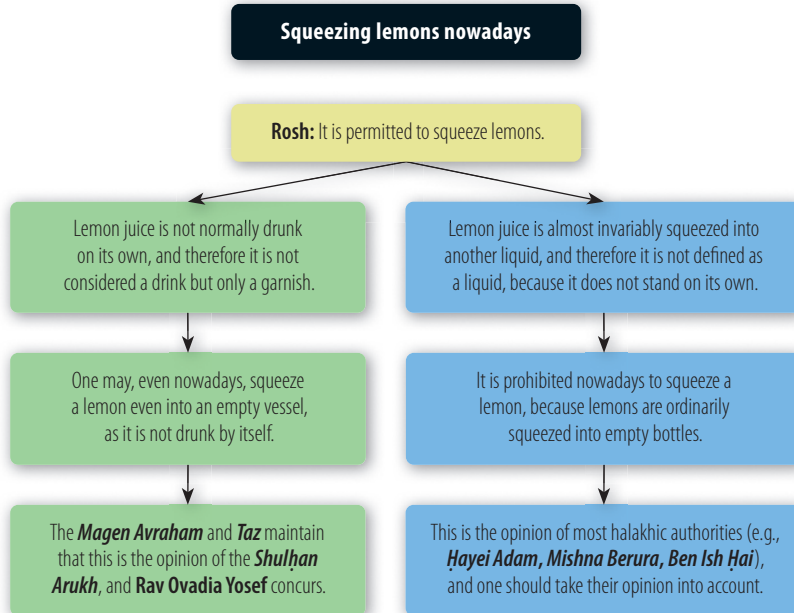 Squeezing lemons nowadays
Rosh: It is permitted to squeeze lemons.
Lemon juice is not normally drunk
on its own, and therefore it is not
considered a drink but only a garnish.
Lemon juice is almost invariably squeezed into
another liquid, and therefore it is not defined as
a liquid, because it does not stand on its own.
One may, even nowadays, squeeze
a lemon even into an empty vessel,
as it is not drunk by itself.
It is prohibited nowadays to squeeze a
lemon, because lemons are ordinarily
squeezed into empty bottles.
The Magen Avraham and Taz maintain
that this is the opinion of the Shulḥan
Arukh, and Rav Ovadia Yosef concurs.
This is the opinion of most halakhic authorities (e.g.,
Ḥayei Adam, Mishna Berura, Ben Ish Ḥai),
and one should take their opinion into account.